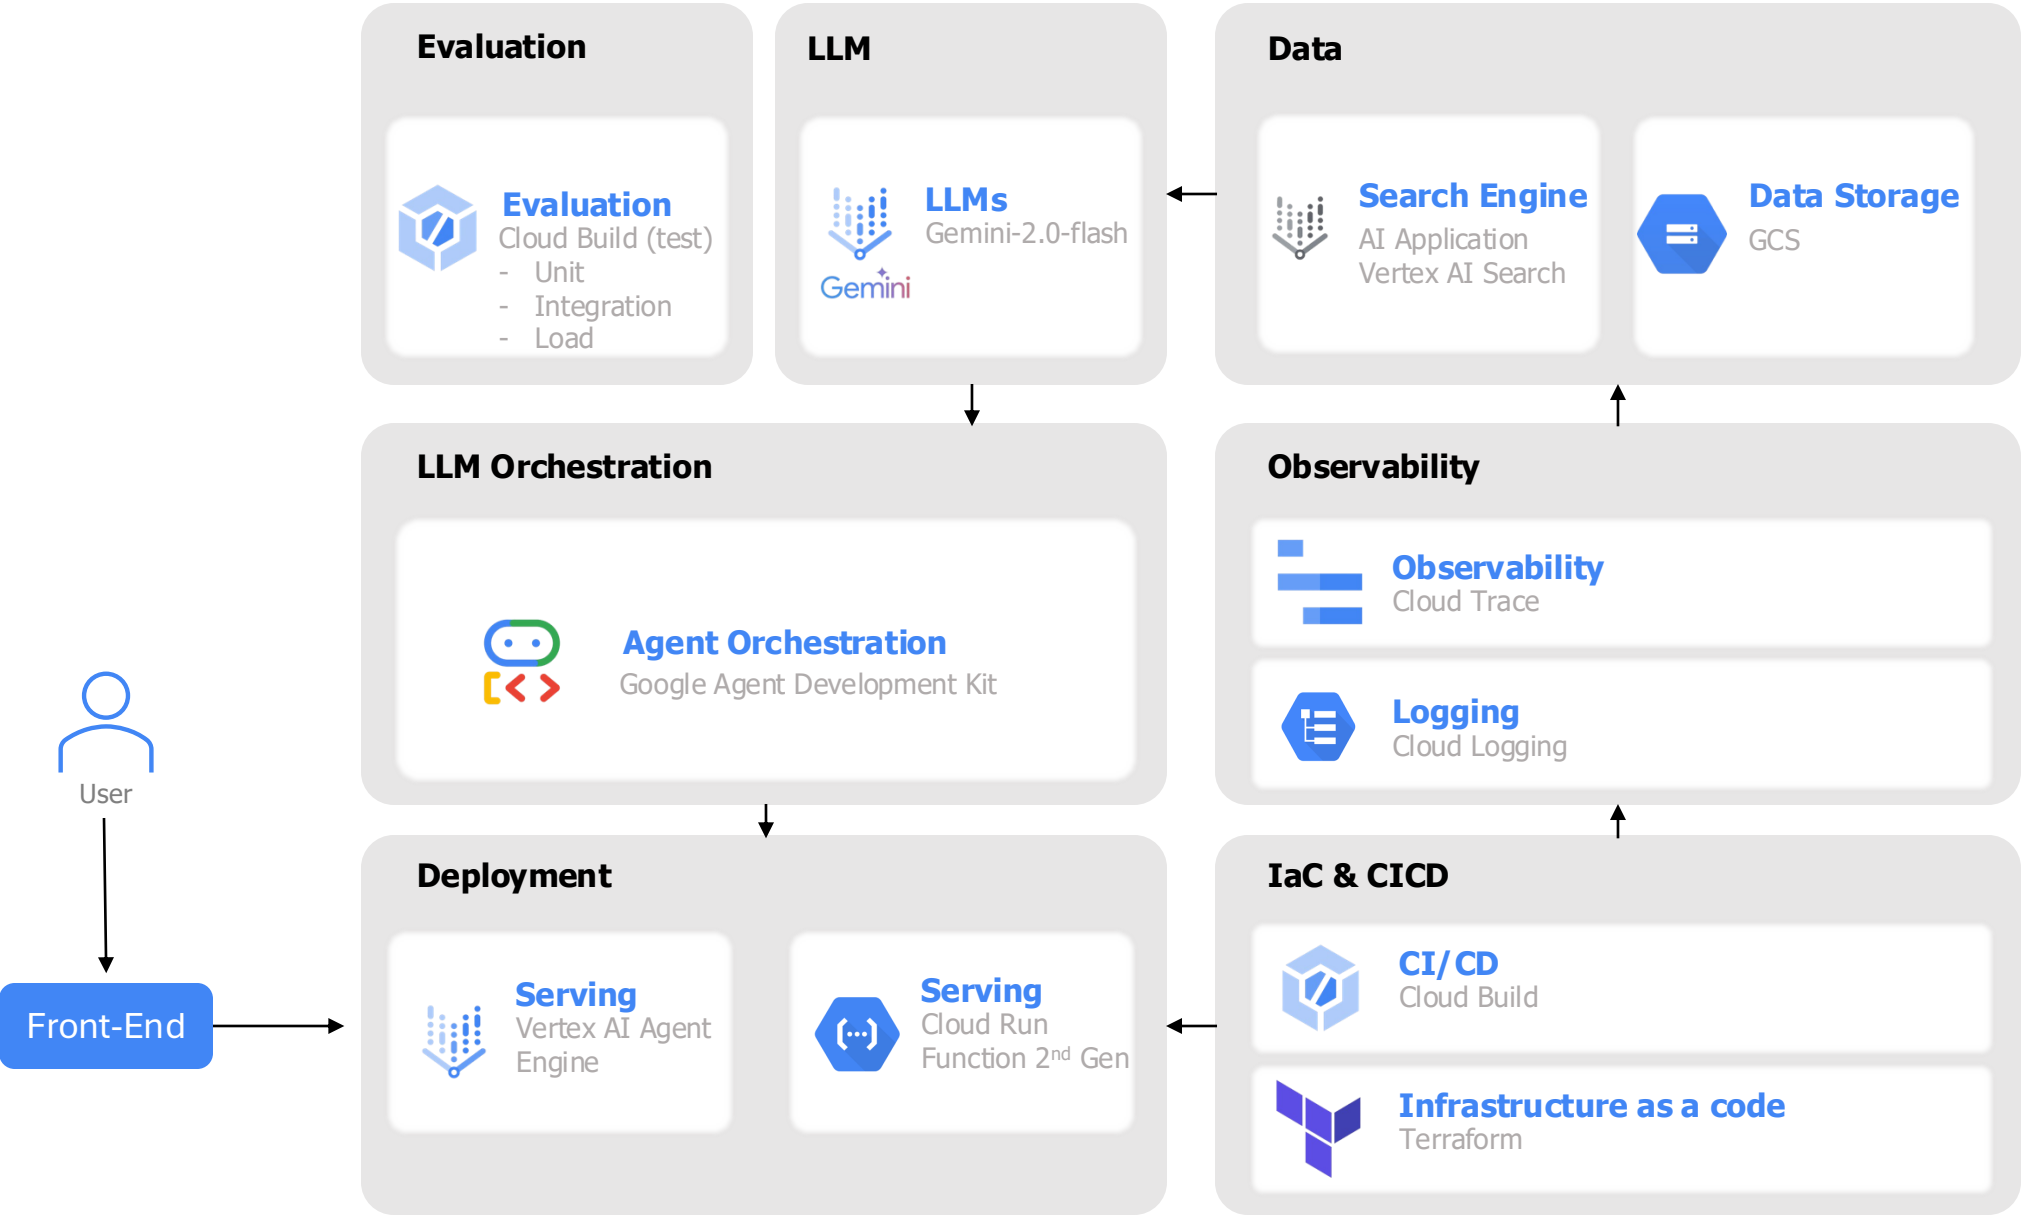 Evaluation
Evaluation
Cloud Build (test)
- Unit
- Integration
- Load
LLM
LLMs
Gemini-2.0-flash
Gemini
Data
Search Engine
AI Application
Vertex AI Search
Data Storage
GCS
LLM Orchestration
Agent Orchestration
Google Agent Development Kit
Observability
Observability
Cloud Trace
Logging
Cloud Logging
User
Front-End
Deployment
Serving
Vertex AI Agent
Engine
Serving
Cloud Run
Function 2nd Gen
IaC & CICD
CI/CD
Cloud Build
Infrastructure as a code
Terraform